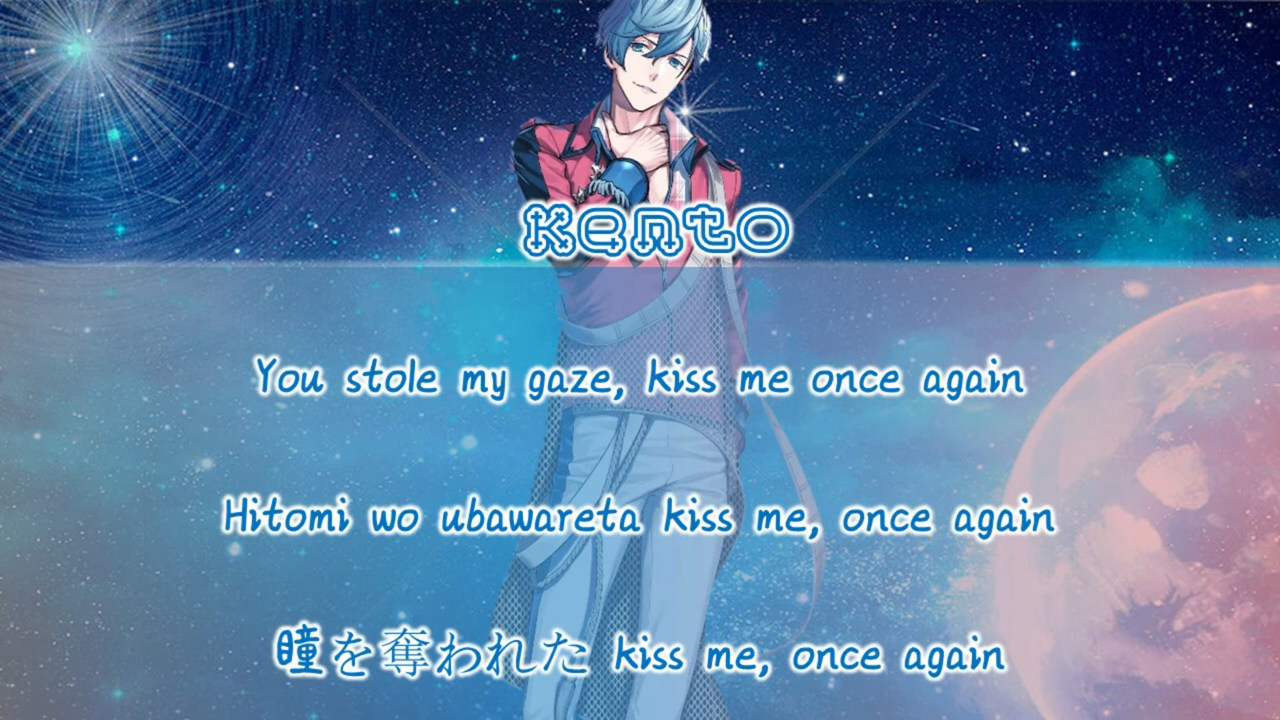 Kento
You stole my gaze, kiss me once again
Hitomi wo ubawareta kiss me, once again
瞳を奪われた kiss me, once again